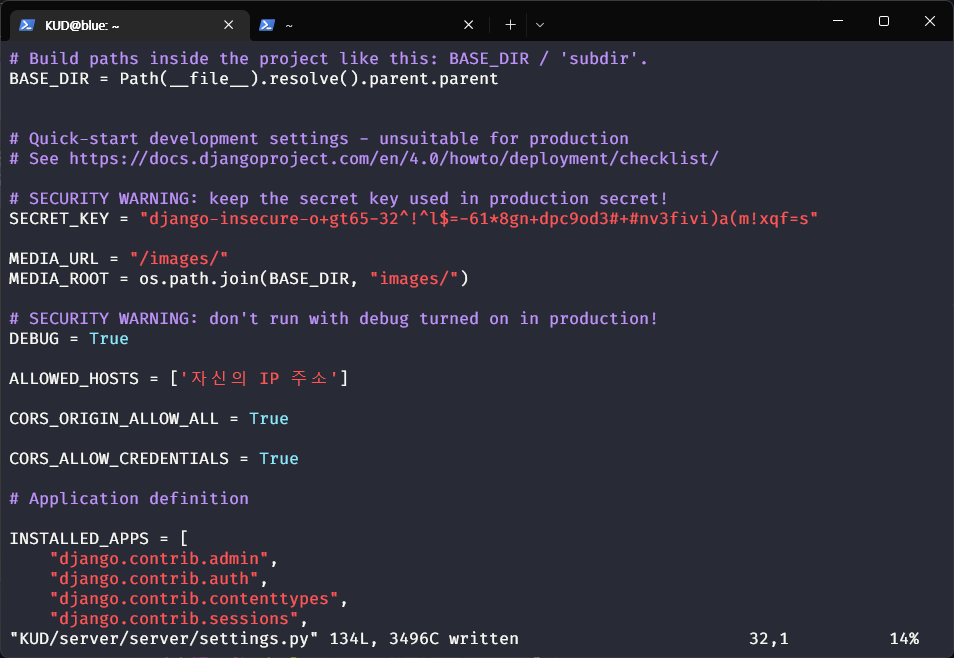 KUD@blue: ~
~
# Build paths inside the project like this: BASE_DIR / 'subdir'.
BASE_DIR = Path(__file__).resolve().parent.parent
# Quick-start development settings - unsuitable for production
# See https://docs.djangoproject.com/en/4.0/howto/deployment/checklist/
# SECURITY WARNING: keep the secret key used in production secret!
SECRET_KEY = "django-insecure-o+gt65-32^!^l$=-61*8gn+dpc9od3#+#nv3fivi)a(m!xqf=s"
MEDIA_URL = "/images/"
MEDIA_ROOT = os.path.join(BASE_DIR, "images/")
# SECURITY WARNING: don't run with debug turned on in production!
DEBUG = True
ALLOWED_HOSTS = ['자신의 IP 주소']
CORS_ORIGIN_ALLOW_ALL = True
CORS_ALLOW_CREDENTIALS = True
# Application definition
INSTALLED_APPS = [
    "django.contrib.admin",
    "django.contrib.auth",
    "django.contrib.contenttypes",
    "django.contrib.sessions",
"KUD/server/server/settings.py" 134L, 3496C written 32,1 14%